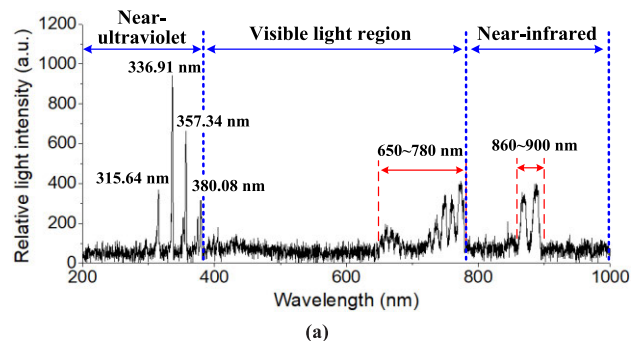 Near-
ultraviolet
Visible light region
Near-infrared
336.91 nm
357.34 nm
315.64 nm
380.08 nm
650~780 nm
860~900 nm
Relative light intensity (a.u.)
1200
1000
800
600
400
200
0
200
400
600
800
1000
Wavelength (nm)
(a)